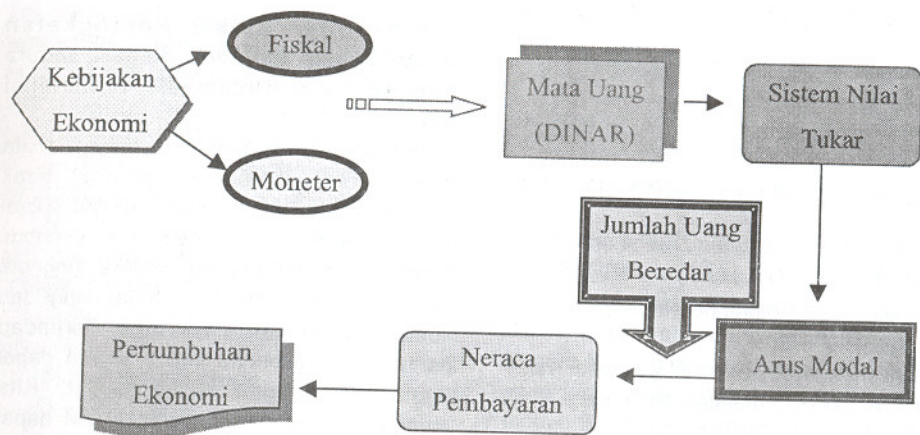 Fiskal
Kebijakan
Ekonomi
Moneter
Mata Uang
(DINAR)
Sistem Nilai
Tukar
Jumlah Uang
Beredar
Arus Modal
Neraca
Pembayaran
Pertumbuhan
Ekonomi